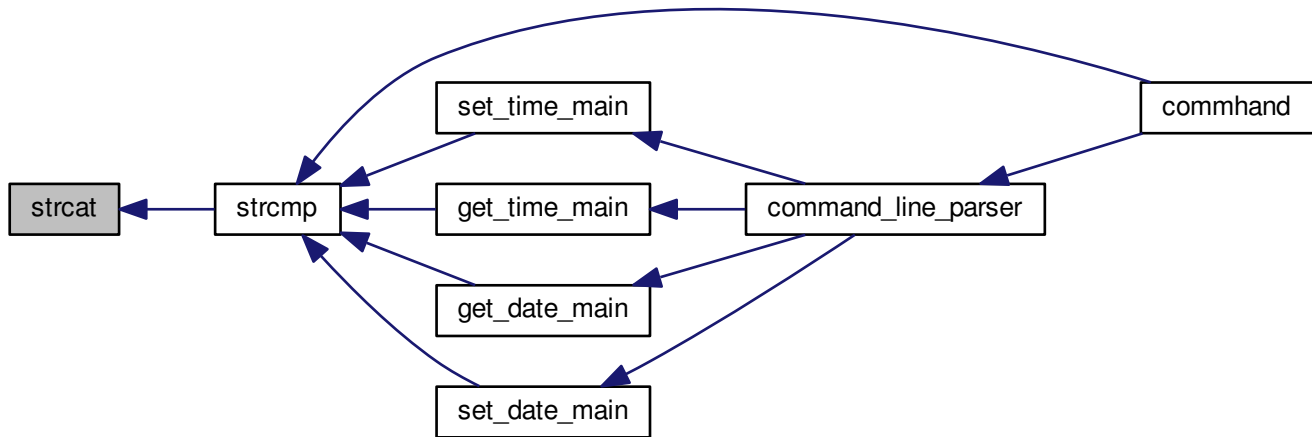 set_time_main
commhand
strcat
strcmp
get_time_main
command_line_parser
get_date_main
set_date_main